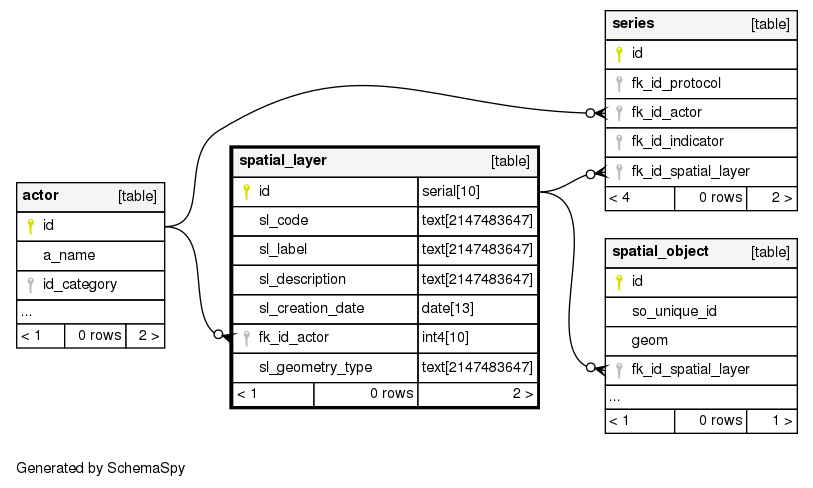 actor [table]
id
a_name
id_category
...
< 1 0 rows 2 >
spatial_layer [table]
id serial[10]
sl_code text[2147483647]
sl_label text[2147483647]
sl_description text[2147483647]
sl_creation_date date[13]
fk_id_actor int4[10]
sl_geometry_type text[2147483647]
< 1 0 rows 2 >
series [table]
id
fk_id_protocol
fk_id_actor
fk_id_indicator
fk_id_spatial_layer
< 4 0 rows 2 >
spatial_object [table]
id
so_unique_id
geom
fk_id_spatial_layer
...
< 1 0 rows 1 >
Generated by SchemaSpy